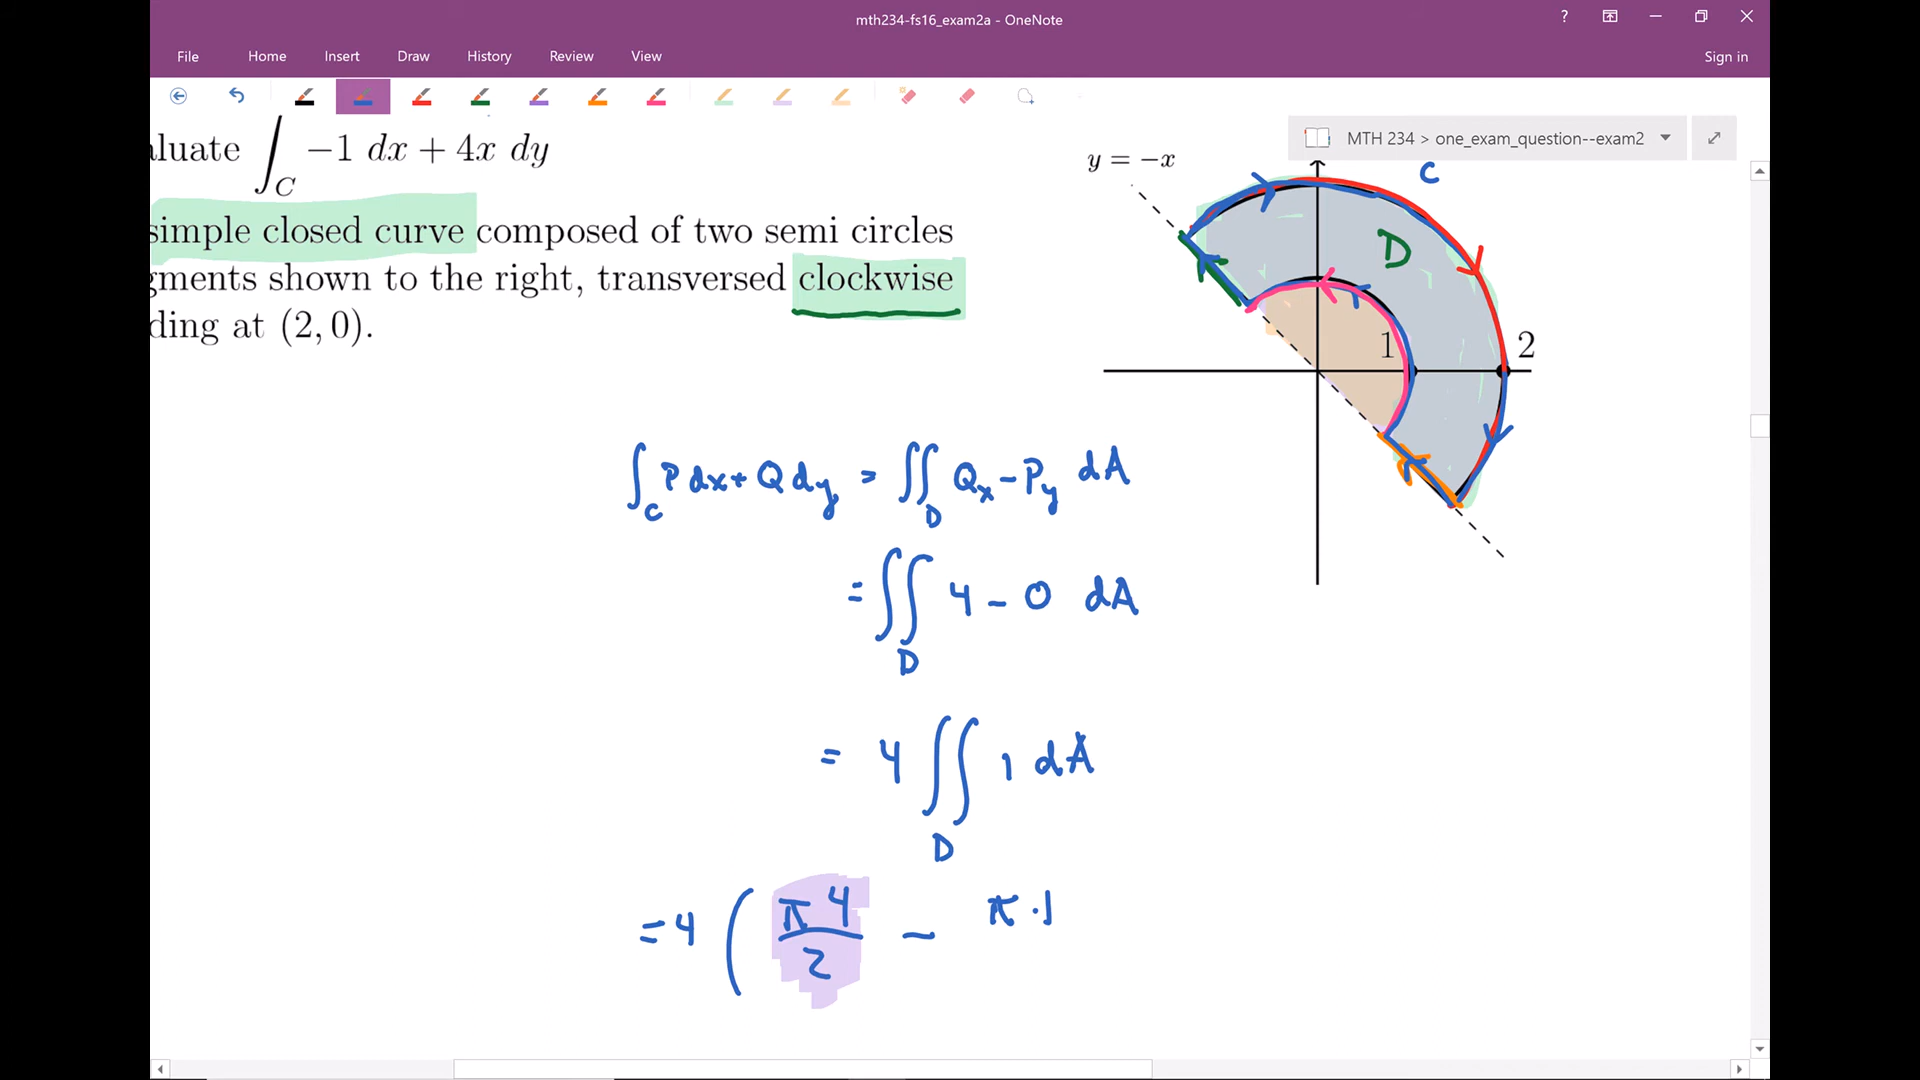 mth234-fs16_exam2a - OneNote
?
File Home Insert Draw History Review View Sign in
MTH 234 > one_exam_question--exam2
aluate ∫_C −1 dx + 4x dy
simple closed curve composed of two semi circles
gments shown to the right, transversed clockwise
ding at (2, 0).
y = −x
C
D
1
2
∫_C P dx + Q dy = ∬_D Q_x − P_y dA
= ∬_D 4 − 0 dA
= 4 ∬_D 1 dA
= 4 ( π 4 / 2 − π · 1